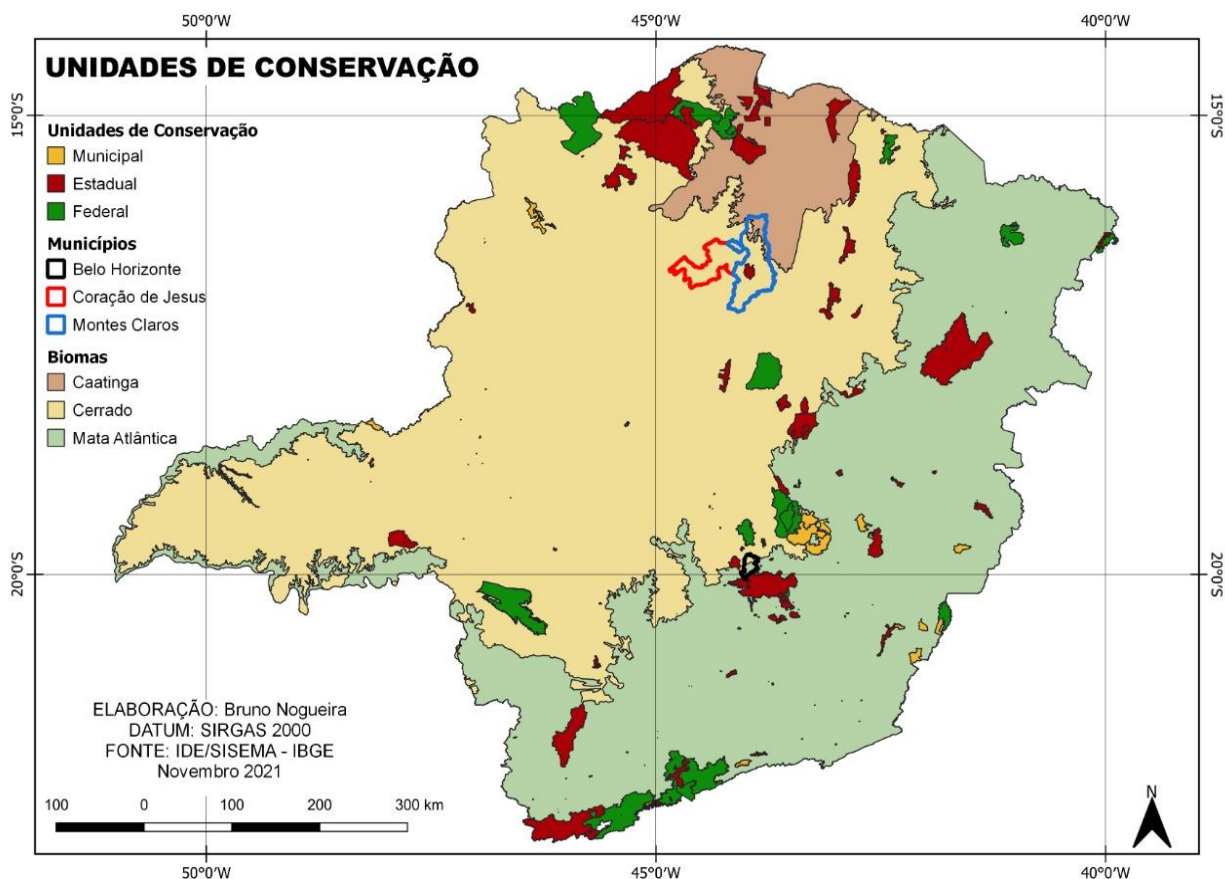 50°0'W 45°0'W 40°0'W
UNIDADES DE CONSERVAÇÃO
15°S 15°S
Unidades de Conservação
Municipal
Estadual
Federal
Municípios
Belo Horizonte
Coração de Jesus
Montes Claros
Biomas
Caatinga
Cerrado
Mata Atlântica
20°0'S 20°0'S
ELABORAÇÃO: Bruno Nogueira
DATUM: SIRGAS 2000
FONTE: IDE/SISEMA - IBGE
Novembro 2021
100 0 100 200 300 km
N
50°0'W 45°0'W 40°0'W